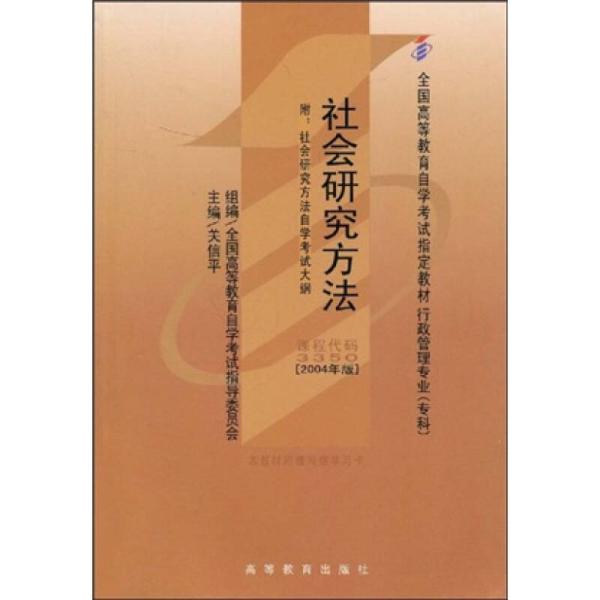 全国高等教育自学考试指定教材 行政管理专业（专科）
社会研究方法
附：社会研究方法自学考试大纲
组编/全国高等教育自学考试指导委员会
主编/关信平
课程代码
3350
[2004年版]
高等教育出版社